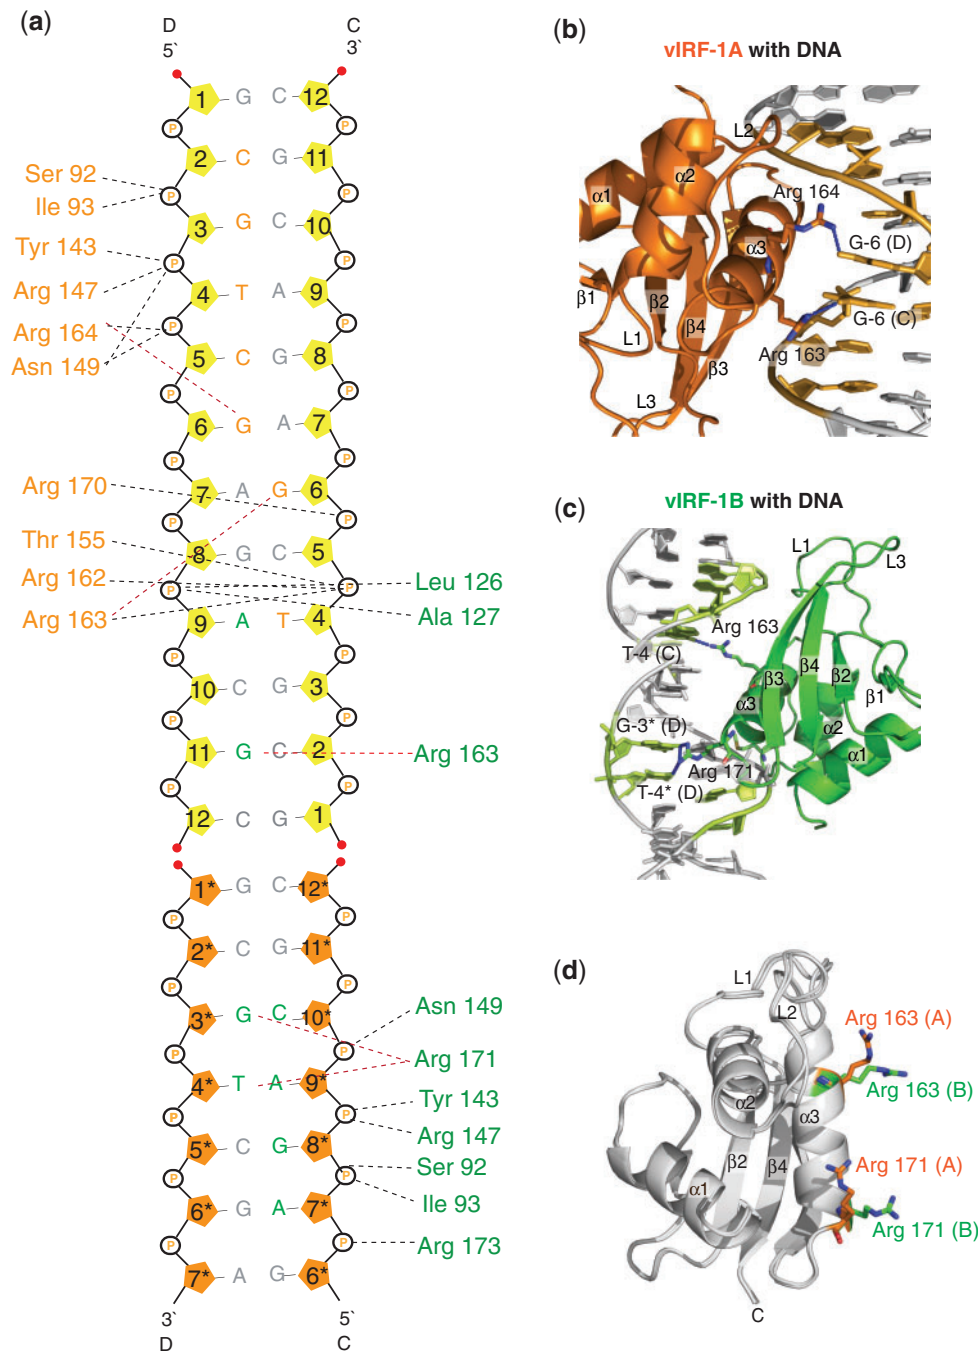 (a)
D C
5` 3`
1 G C 12
P P
2 C G 11
Ser 92
P P
Ile 93
3 G C 10
Tyr 143
P P
Arg 147
4 T A 9
Arg 164
P P
Asn 149
5 C G 8
P P
6 G A 7
P P
Arg 170
7 A G 6
P P
Thr 155
8 G C 5
Arg 162 Leu 126
P P
Arg 163 Ala 127
9 A T 4
P P
10 C G 3
P P
11 G C 2 Arg 163
P P
12 C G 1
1* G C 12*
P P
2* C G 11*
P P
3* G C 10* Asn 149
P P
Arg 171
4* T A 9*
Tyr 143
P P
Arg 147
5* C G 8*
Ser 92
P P
Ile 93
6* G A 7*
P P Arg 173
7* A G 6*
3` 5`
D C
(b)
vIRF-1A with DNA
L2
α2
α1
Arg 164
α3
G-6 (D)
β1
β2
G-6 (C)
β4
L1
Arg 163
β3
L3
(c)
vIRF-1B with DNA
L1
L3
Arg 163
T-4 (C)
β4
β3
β2
β1
α3
G-3* (D)
α2
α1
Arg 171
T-4* (D)
(d)
L1
L2
Arg 163 (A)
Arg 163 (B)
α2
α3
β2
β4
Arg 171 (A)
α1
Arg 171 (B)
C